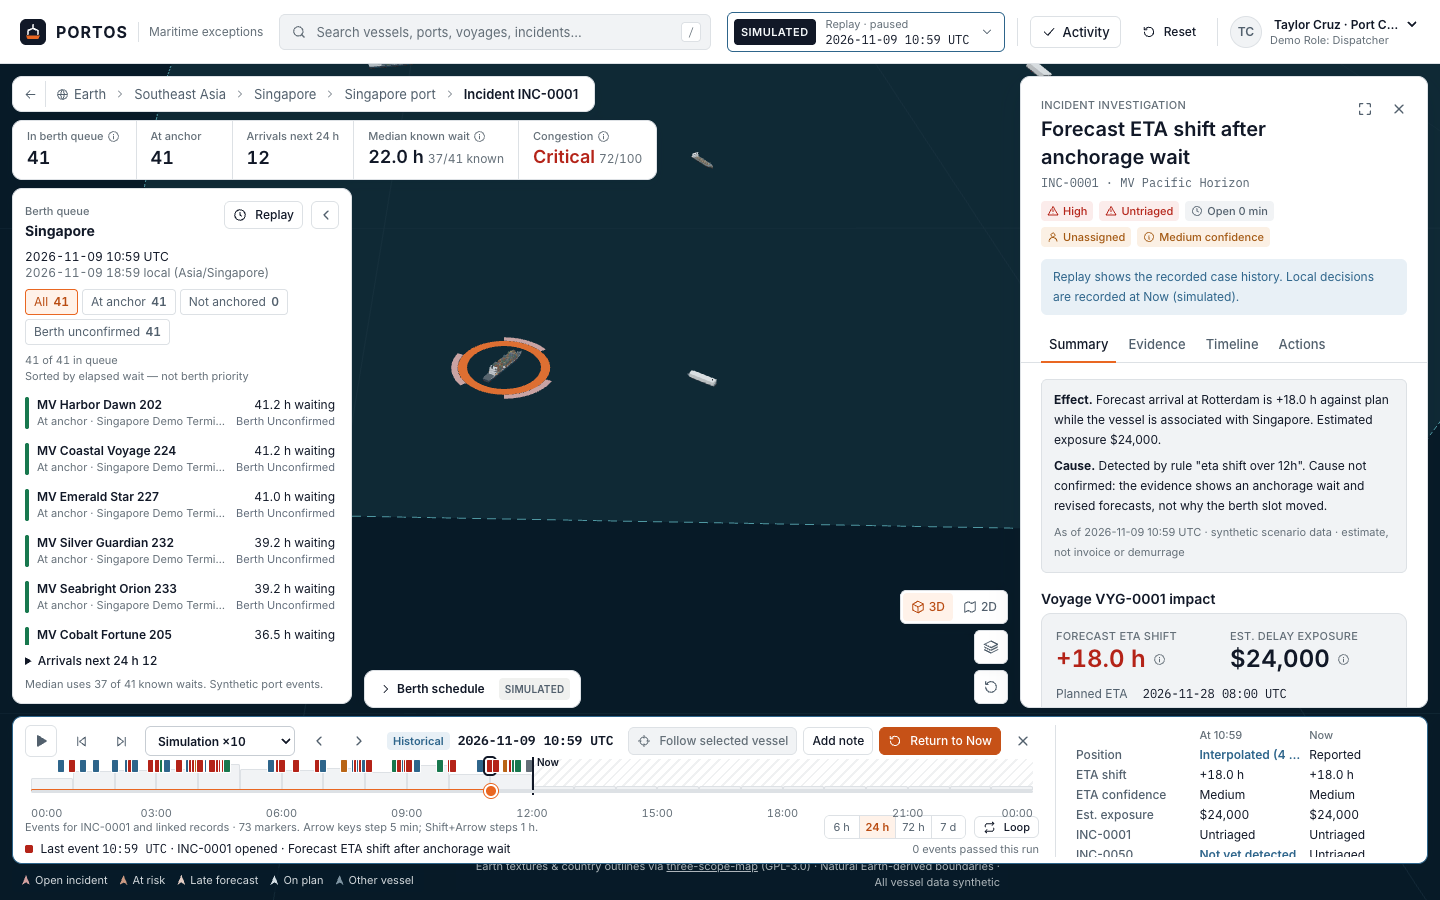 PORTOS
Maritime exceptions
Search vessels, ports, voyages, incidents...
/
SIMULATED
Replay · paused
2026-11-09 10:59 UTC
Activity
Reset
TC
Taylor Cruz · Port C...
Demo Role: Dispatcher
Earth
Southeast Asia
Singapore
Singapore port
Incident INC-0001
In berth queue
41
At anchor
41
Arrivals next 24 h
12
Median known wait
22.0 h 37/41 known
Congestion
Critical 72/100
Berth queue
Singapore
Replay
2026-11-09 10:59 UTC
2026-11-09 18:59 local (Asia/Singapore)
All 41
At anchor 41
Not anchored 0
Berth unconfirmed 41
41 of 41 in queue
Sorted by elapsed wait — not berth priority
MV Harbor Dawn 202 41.2 h waiting
At anchor · Singapore Demo Termi... Berth Unconfirmed
MV Coastal Voyage 224 41.2 h waiting
At anchor · Singapore Demo Termi... Berth Unconfirmed
MV Emerald Star 227 41.0 h waiting
At anchor · Singapore Demo Termi... Berth Unconfirmed
MV Silver Guardian 232 39.2 h waiting
At anchor · Singapore Demo Termi... Berth Unconfirmed
MV Seabright Orion 233 39.2 h waiting
At anchor · Singapore Demo Termi... Berth Unconfirmed
MV Cobalt Fortune 205 36.5 h waiting
Arrivals next 24 h 12
Median uses 37 of 41 known waits. Synthetic port events.
3D
2D
Berth schedule SIMULATED
INCIDENT INVESTIGATION
Forecast ETA shift after
anchorage wait
INC-0001 · MV Pacific Horizon
High
Untriaged
Open 0 min
Unassigned
Medium confidence
Replay shows the recorded case history. Local decisions
are recorded at Now (simulated).
Summary
Evidence
Timeline
Actions
Effect. Forecast arrival at Rotterdam is +18.0 h against plan
while the vessel is associated with Singapore. Estimated
exposure $24,000.
Cause. Detected by rule "eta shift over 12h". Cause not
confirmed: the evidence shows an anchorage wait and
revised forecasts, not why the berth slot moved.
As of 2026-11-09 10:59 UTC · synthetic scenario data · estimate,
not invoice or demurrage
Voyage VYG-0001 impact
FORECAST ETA SHIFT
+18.0 h
EST. DELAY EXPOSURE
$24,000
Planned ETA 2026-11-28 08:00 UTC
Simulation ×10
Historical 2026-11-09 10:59 UTC
Follow selected vessel
Add note
Return to Now
Now
00:00 03:00 06:00 09:00 12:00 15:00 18:00 21:00 00:00
Events for INC-0001 and linked records · 73 markers. Arrow keys step 5 min; Shift+Arrow steps 1 h.
6 h 24 h 72 h 7 d
Loop
Last event 10:59 UTC · INC-0001 opened · Forecast ETA shift after anchorage wait
0 events passed this run
At 10:59 Now
Position Interpolated (4 ... Reported
ETA shift +18.0 h +18.0 h
ETA confidence Medium Medium
Est. exposure $24,000 $24,000
INC-0001 Untriaged Untriaged
INC-0050 Not yet detected Untriaged
Open incident
At risk
Late forecast
On plan
Other vessel
Earth textures & country outlines via three-scope-map (GPL-3.0) · Natural Earth-derived boundaries ·
All vessel data synthetic